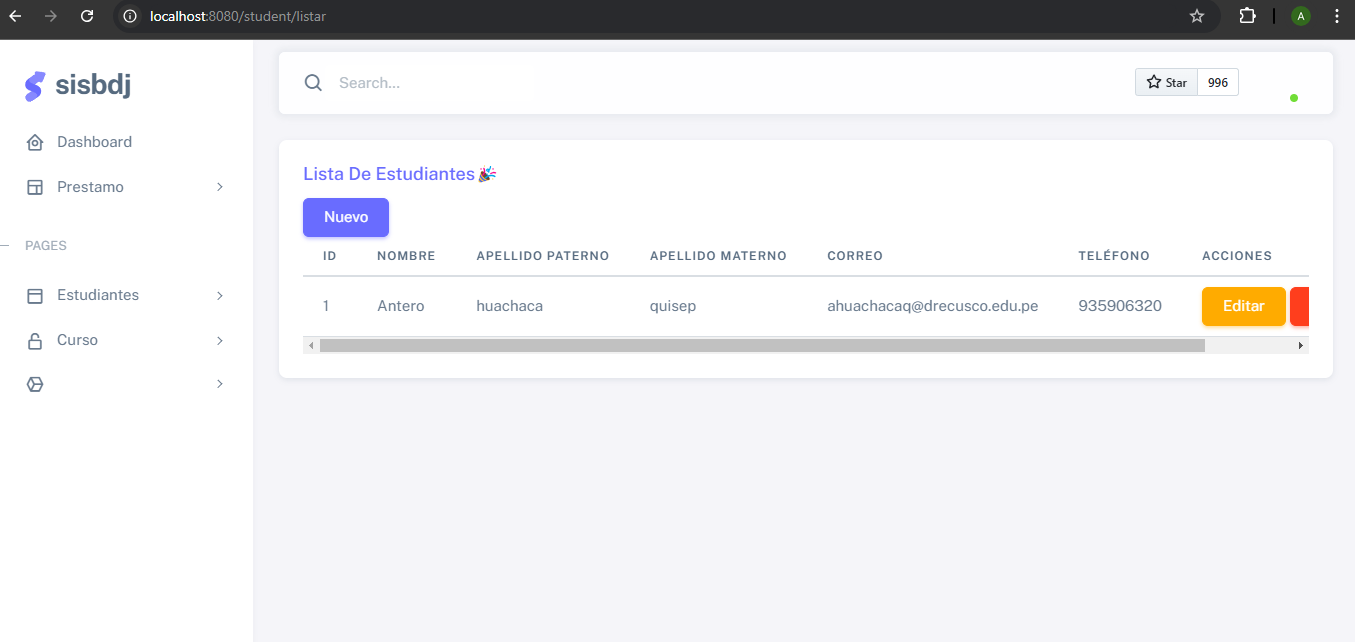 localhost:8080/student/listar
A
sisbdj
Search...
Star 996
Dashboard
Prestamo
PAGES
Estudiantes
Curso
Lista De Estudiantes 🎉
Nuevo
ID NOMBRE APELLIDO PATERNO APELLIDO MATERNO CORREO TELÉFONO ACCIONES
1 Antero huachaca quisep ahuachacaq@drecusco.edu.pe 935906320 Editar